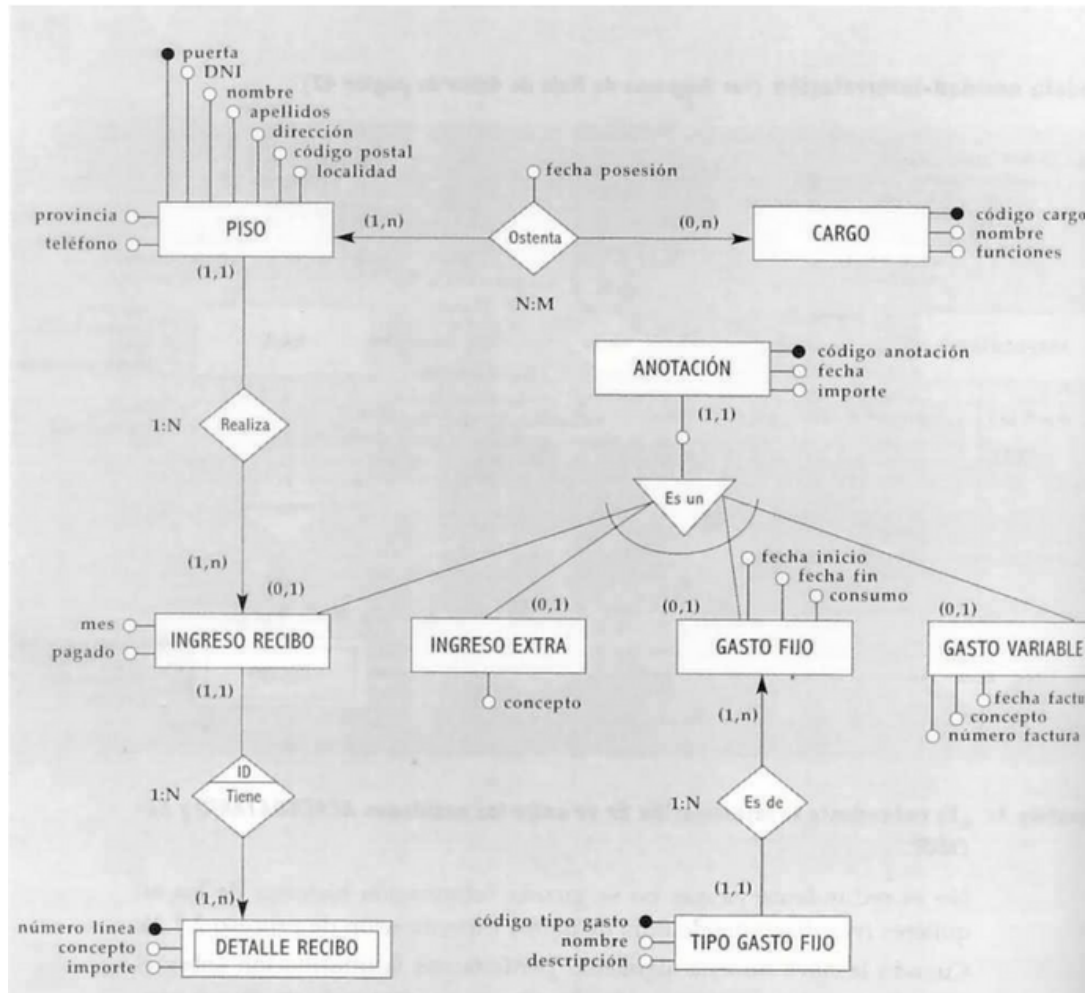 puerta
DNI
nombre
apellidos
dirección
código postal
localidad
provincia
teléfono
PISO
(1,n)
fecha posesión
Ostenta
N:M
(0,n)
CARGO
código cargo
nombre
funciones
(1,1)
1:N
Realiza
(1,n)
(0,1)
ANOTACIÓN
código anotación
fecha
importe
(1,1)
Es un
mes
pagado
INGRESO RECIBO
(0,1)
INGRESO EXTRA
concepto
(0,1)
fecha inicio
fecha fin
consumo
GASTO FIJO
(0,1)
GASTO VARIABLE
fecha factu
concepto
número factura
(1,1)
1:N
ID
Tiene
(1,n)
número línea
concepto
importe
DETALLE RECIBO
(1,n)
1:N
Es de
(1,1)
código tipo gasto
nombre
descripción
TIPO GASTO FIJO